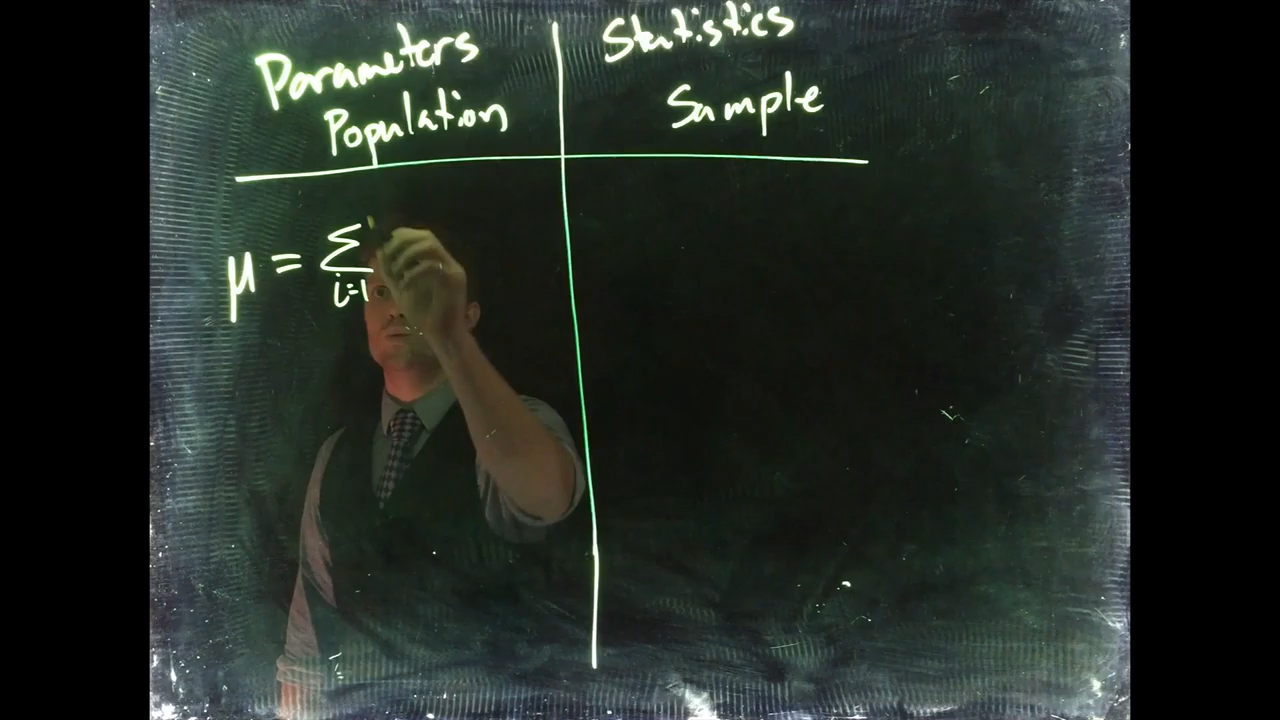 Parameters
Population
Statistics
Sample
μ = Σ
i=1